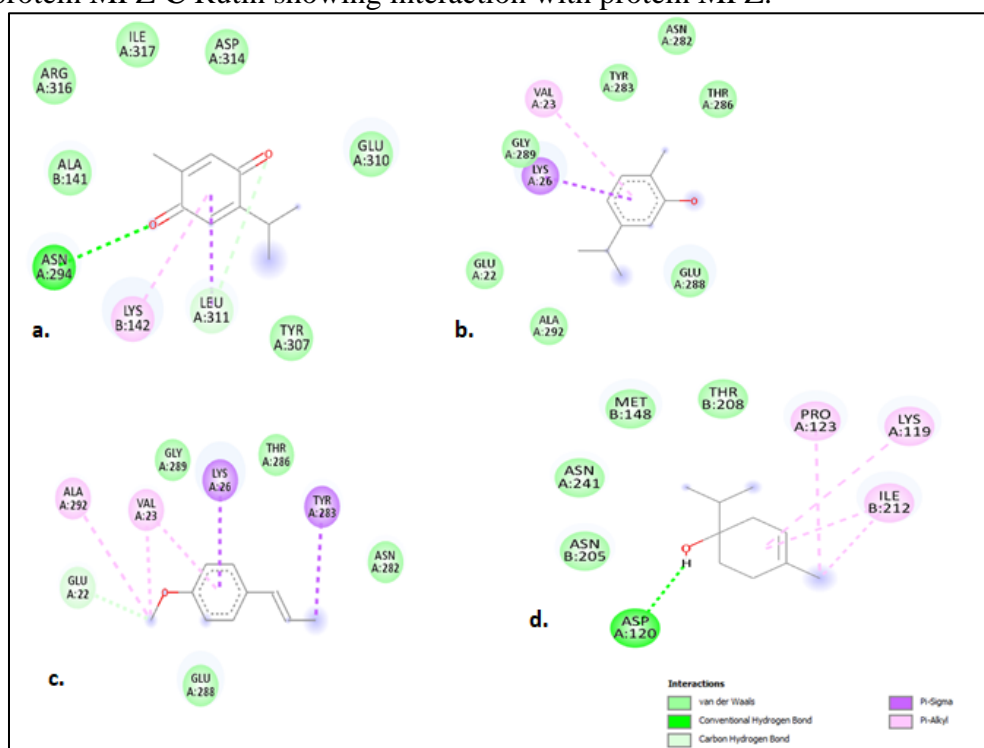 protein MPZ C Rutin showing interaction with protein MPZ.
ILE
A:317
ASP
A:314
ARG
A:316
GLU
A:310
ALA
B:141
O
O
ASN
A:294
LYS
B:142
LEU
A:311
TYR
A:307
a.
ASN
A:282
TYR
A:283
VAL
A:23
THR
A:286
GLY
A:289
LYS
A:26
O
GLU
A:22
GLU
A:288
ALA
A:292
b.
GLY
A:289
THR
A:286
LYS
A:26
ALA
A:292
VAL
A:23
TYR
A:283
ASN
A:282
GLU
A:22
O
GLU
A:288
c.
MET
B:148
THR
B:208
PRO
A:123
LYS
A:119
ASN
A:241
ILE
B:212
ASN
B:205
O
H
ASP
A:120
d.
Interactions
van der Waals
Conventional Hydrogen Bond
Carbon Hydrogen Bond
Pi-Sigma
Pi-Alkyl